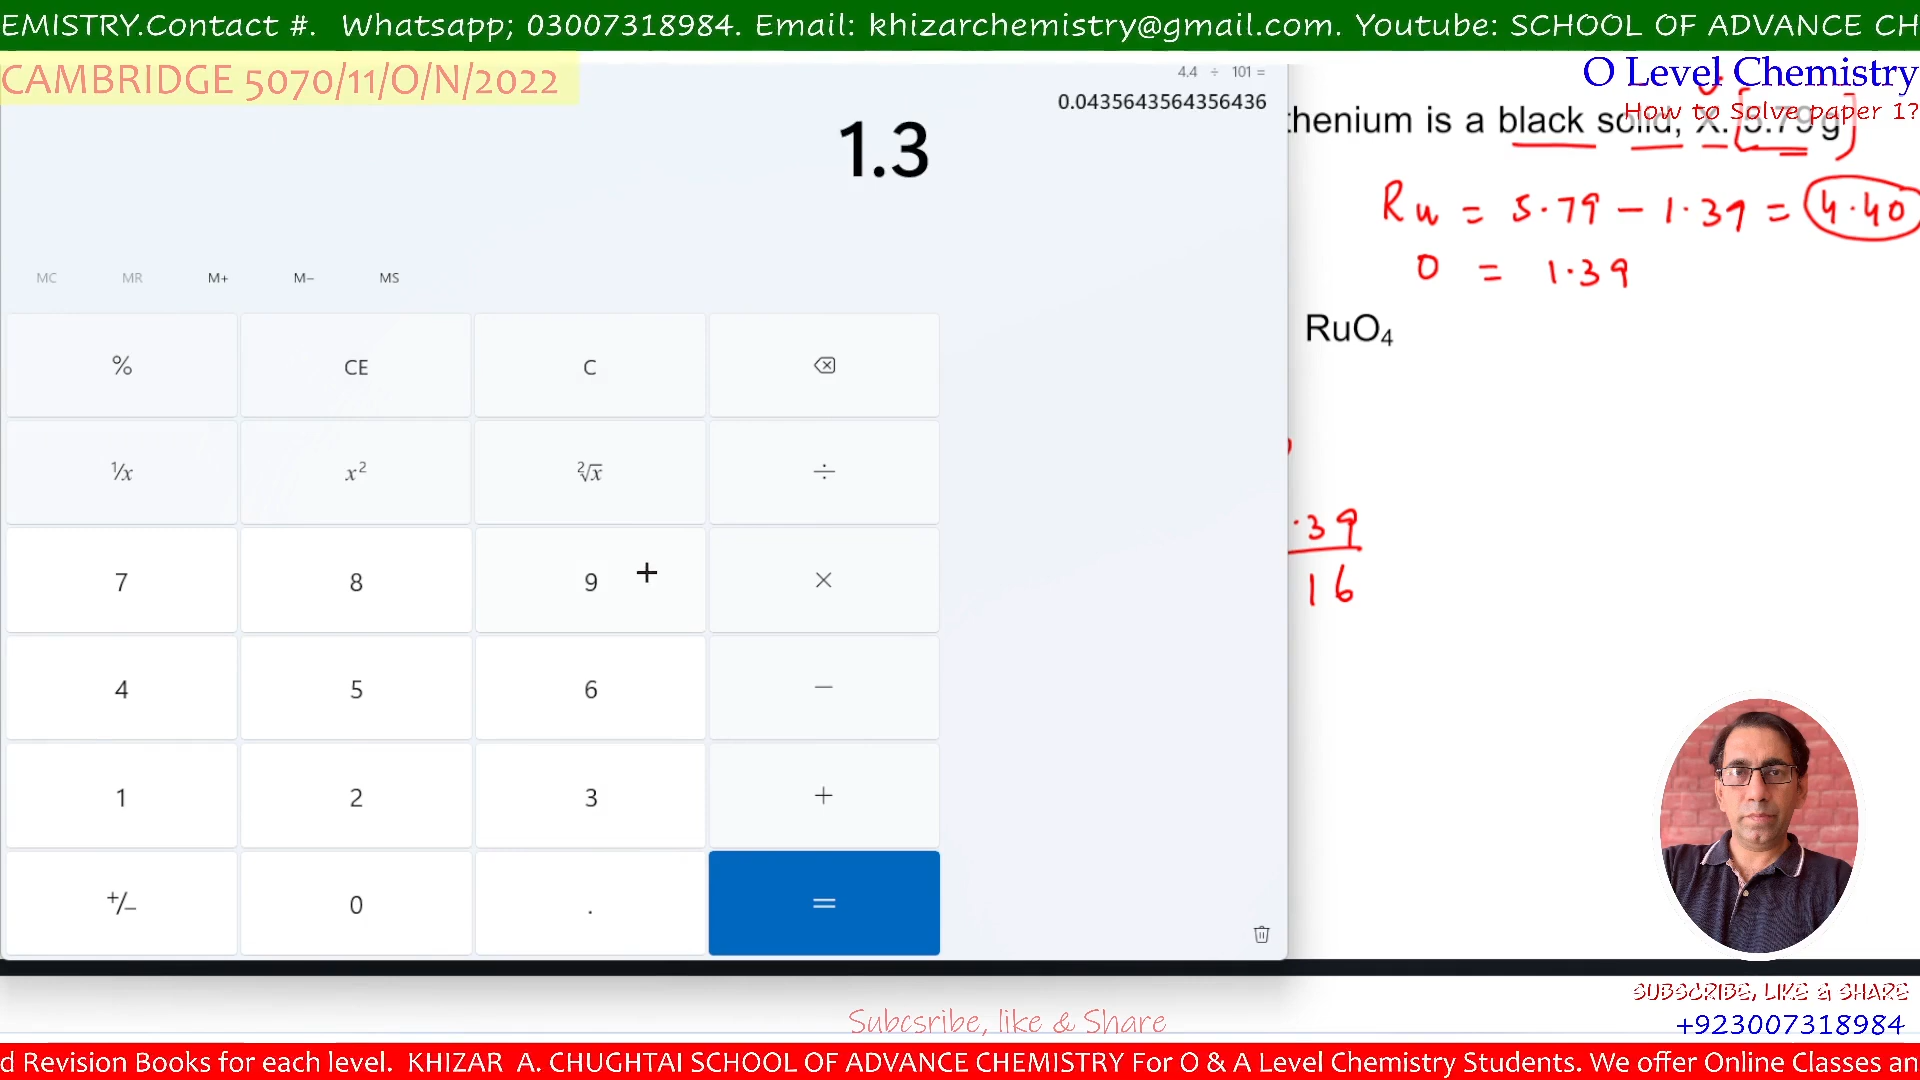 EMISTRY.Contact #. Whatsapp; 03007318984. Email: khizarchemistry@gmail.com. Youtube: SCHOOL OF ADVANCE CH
CAMBRIDGE 5070/11/O/N/2022
O Level Chemistry
How to Solve paper 1?
4.4 ÷ 101 =
0.0435643564356436
1.3
thenium is a black solid, X. [5.79 g]
Ru = 5.79 - 1.39 = 4.40
O = 1.39
RuO4
MC MR M+ M− MS
% CE C
1/x x² ²√x ÷
7 8 9 ×
.39
16
4 5 6 −
1 2 3 +
+/− 0 . =
SUBSCRIBE, LIKE & SHARE
Subcsribe, like & Share
+923007318984
d Revision Books for each level. KHIZAR A. CHUGHTAI SCHOOL OF ADVANCE CHEMISTRY For O & A Level Chemistry Students. We offer Online Classes an